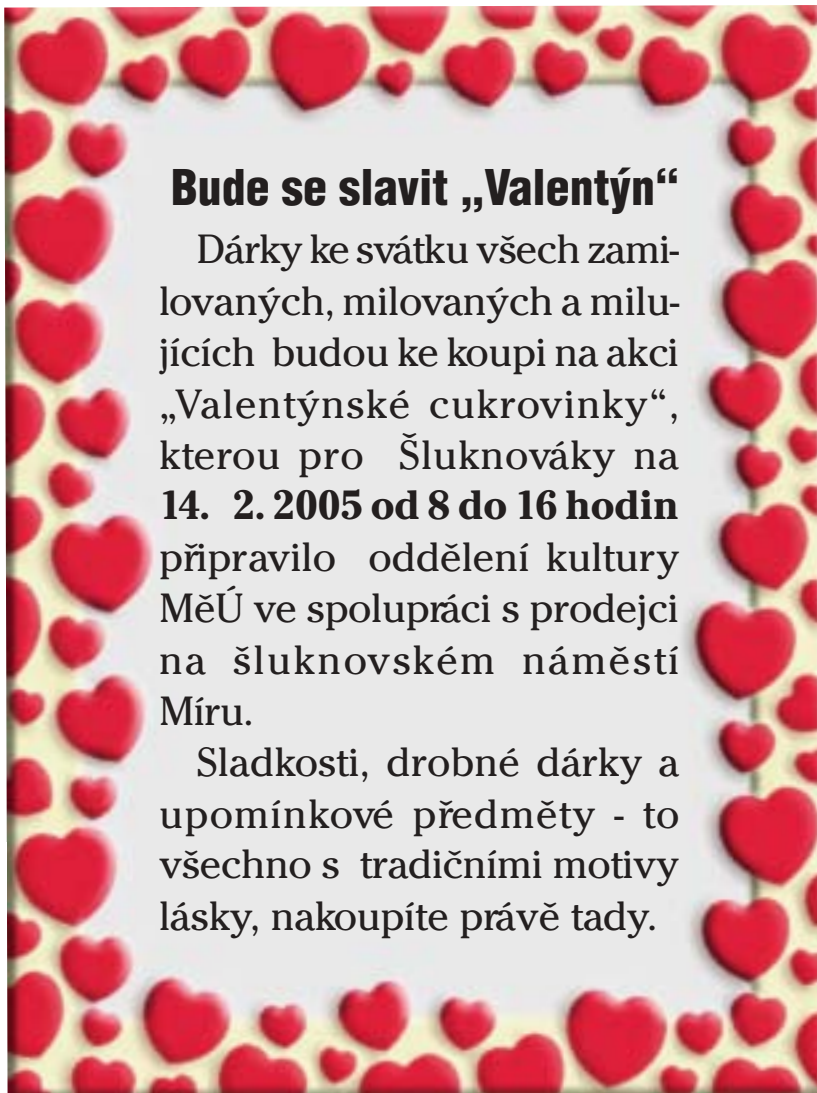 Bude se slavit „Valentýn“
Dárky ke svátku všech zami-
lovaných, milovaných a milu-
jících budou ke koupi na akci
„Valentýnské cukrovinky“,
kterou pro Šluknováky na
14. 2. 2005 od 8 do 16 hodin
připravilo oddělení kultury
MěÚ ve spolupráci s prodejci
na šluknovském náměstí
Míru.
Sladkosti, drobné dárky a
upomínkové předměty - to
všechno s tradičními motivy
lásky, nakoupíte právě tady.